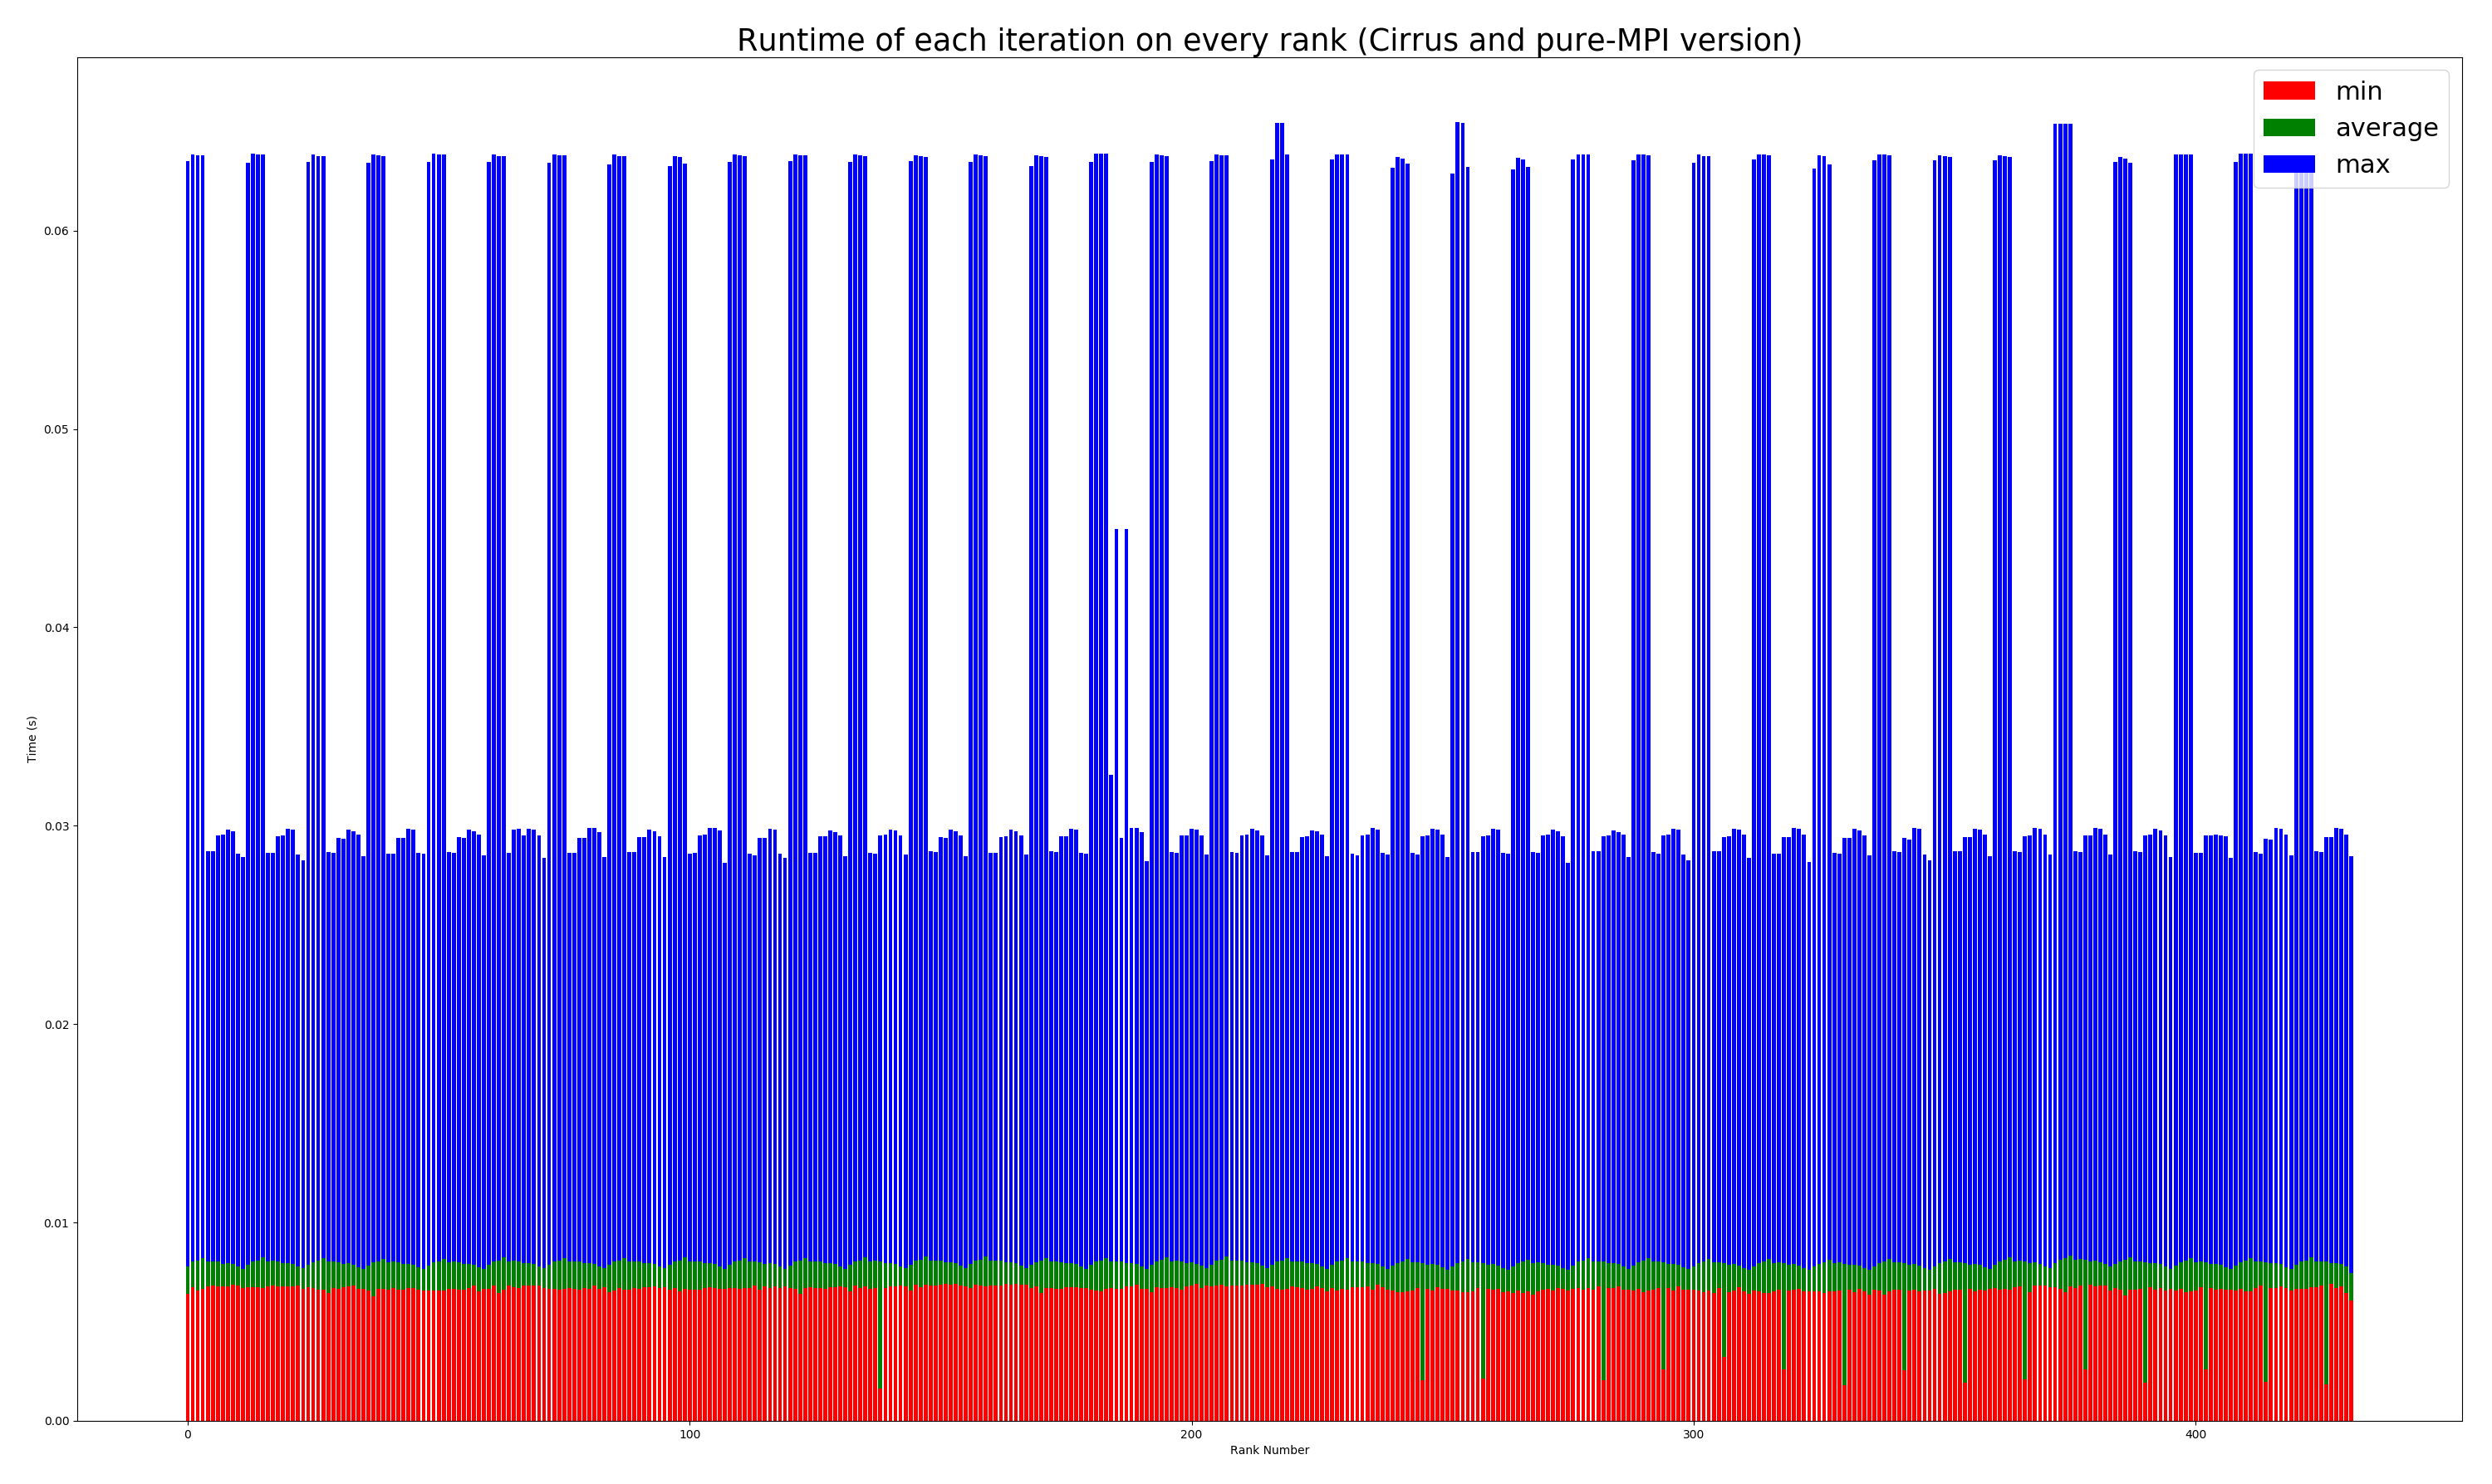 Runtime of each iteration on every rank (Cirrus and pure-MPI version)
min
average
max
0.06
0.05
0.04
0.03
0.02
0.01
0.00
Time (s)
0 100 200 300 400
Rank Number